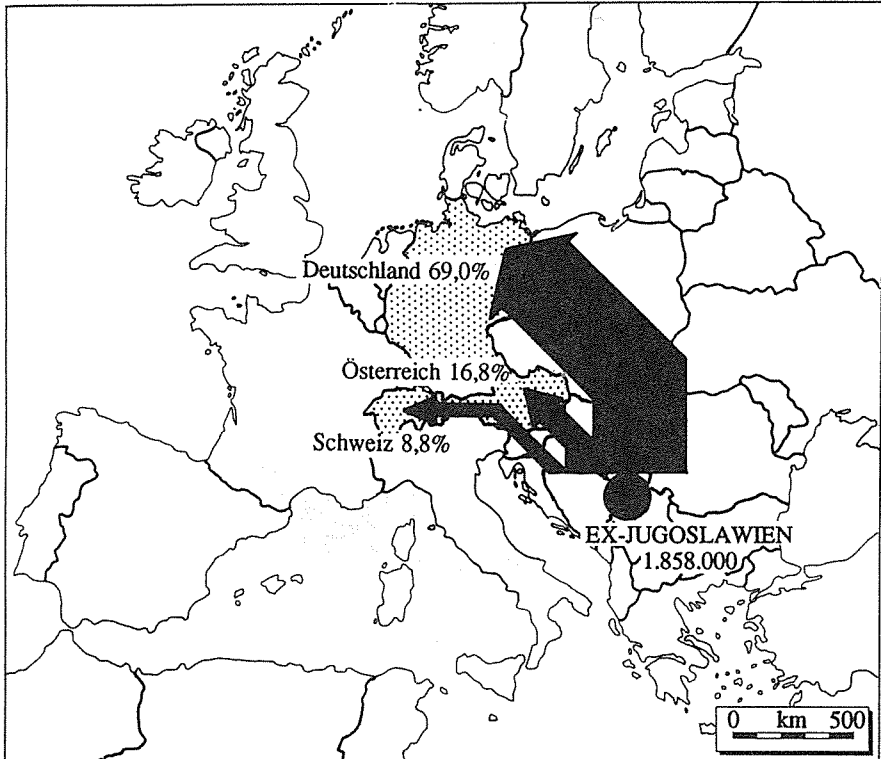 Deutschland 69,0%
Österreich 16,8%
Schweiz 8,8%
EX-JUGOSLAWIEN
1.858.000
0 km 500